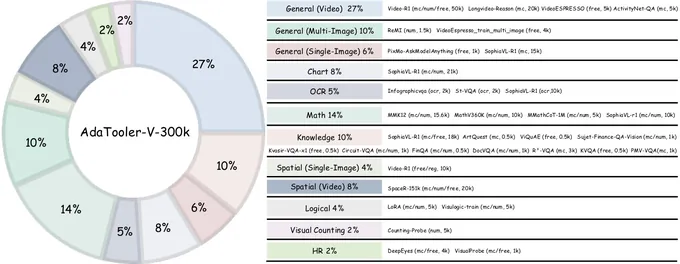 2%
2%
4%
8%
27%
4%
AdaTooler-V-300k
10%
10%
14%
5%
8%
6%
General (Video) 27% Video-R1 (mc/num/free, 50k) Longvideo-Reason (mc, 20k) VideoESPRESSO (free, 5k) ActivityNet-QA (mc, 5k)
General (Multi-Image) 10% ReMI (num, 1.5k) VideoEspresso_train_multi_image (free, 4k)
General (Single-Image) 6% PixMo-AskModelAnything (free, 1k) SophiaVL-R1 (mc, 15k)
Chart 8% SophiaVL-R1 (mc/num, 21k)
OCR 5% Infographicvqa (ocr, 2k) St-VQA (ocr, 2k) SophiaVL-R1 (ocr,10k)
Math 14% MMK12 (mc/num, 15.6k) MathV360K (mc/num, 10k) MMathCoT-1M (mc/num, 5k) SophiaVL-r1 (mc/num, 10k)
Knowledge 10% SophiaVL-R1 (mc/free, 18k) ArtQuest (mc, 0.5k) ViQuAE (free, 0.5k) Sujet-Finance-QA-Vision (mc/num, 1k)
Kvasir-VQA-x1 (free, 0.5k) Circuit-VQA (mc/num, 1k) FinQA (mc/num, 0.5k) DocVQA (mc/num, 1k) R²-VQA (mc, 3k) KVQA (free, 0.5k) PMV-VQA(mc, 1k)
Spatial (Single-Image) 4% Video-R1 (free/reg, 10k)
Spatial (Video) 8% SpaceR-151k (mc/num/free, 20k)
Logical 4% LoRA (mc/num, 5k) Visulogic-train (mc/num, 5k)
Visual Counting 2% Counting-Probe (num, 5k)
HR 2% DeepEyes (mc/free, 4k) VisualProbe (mc/free, 1k)